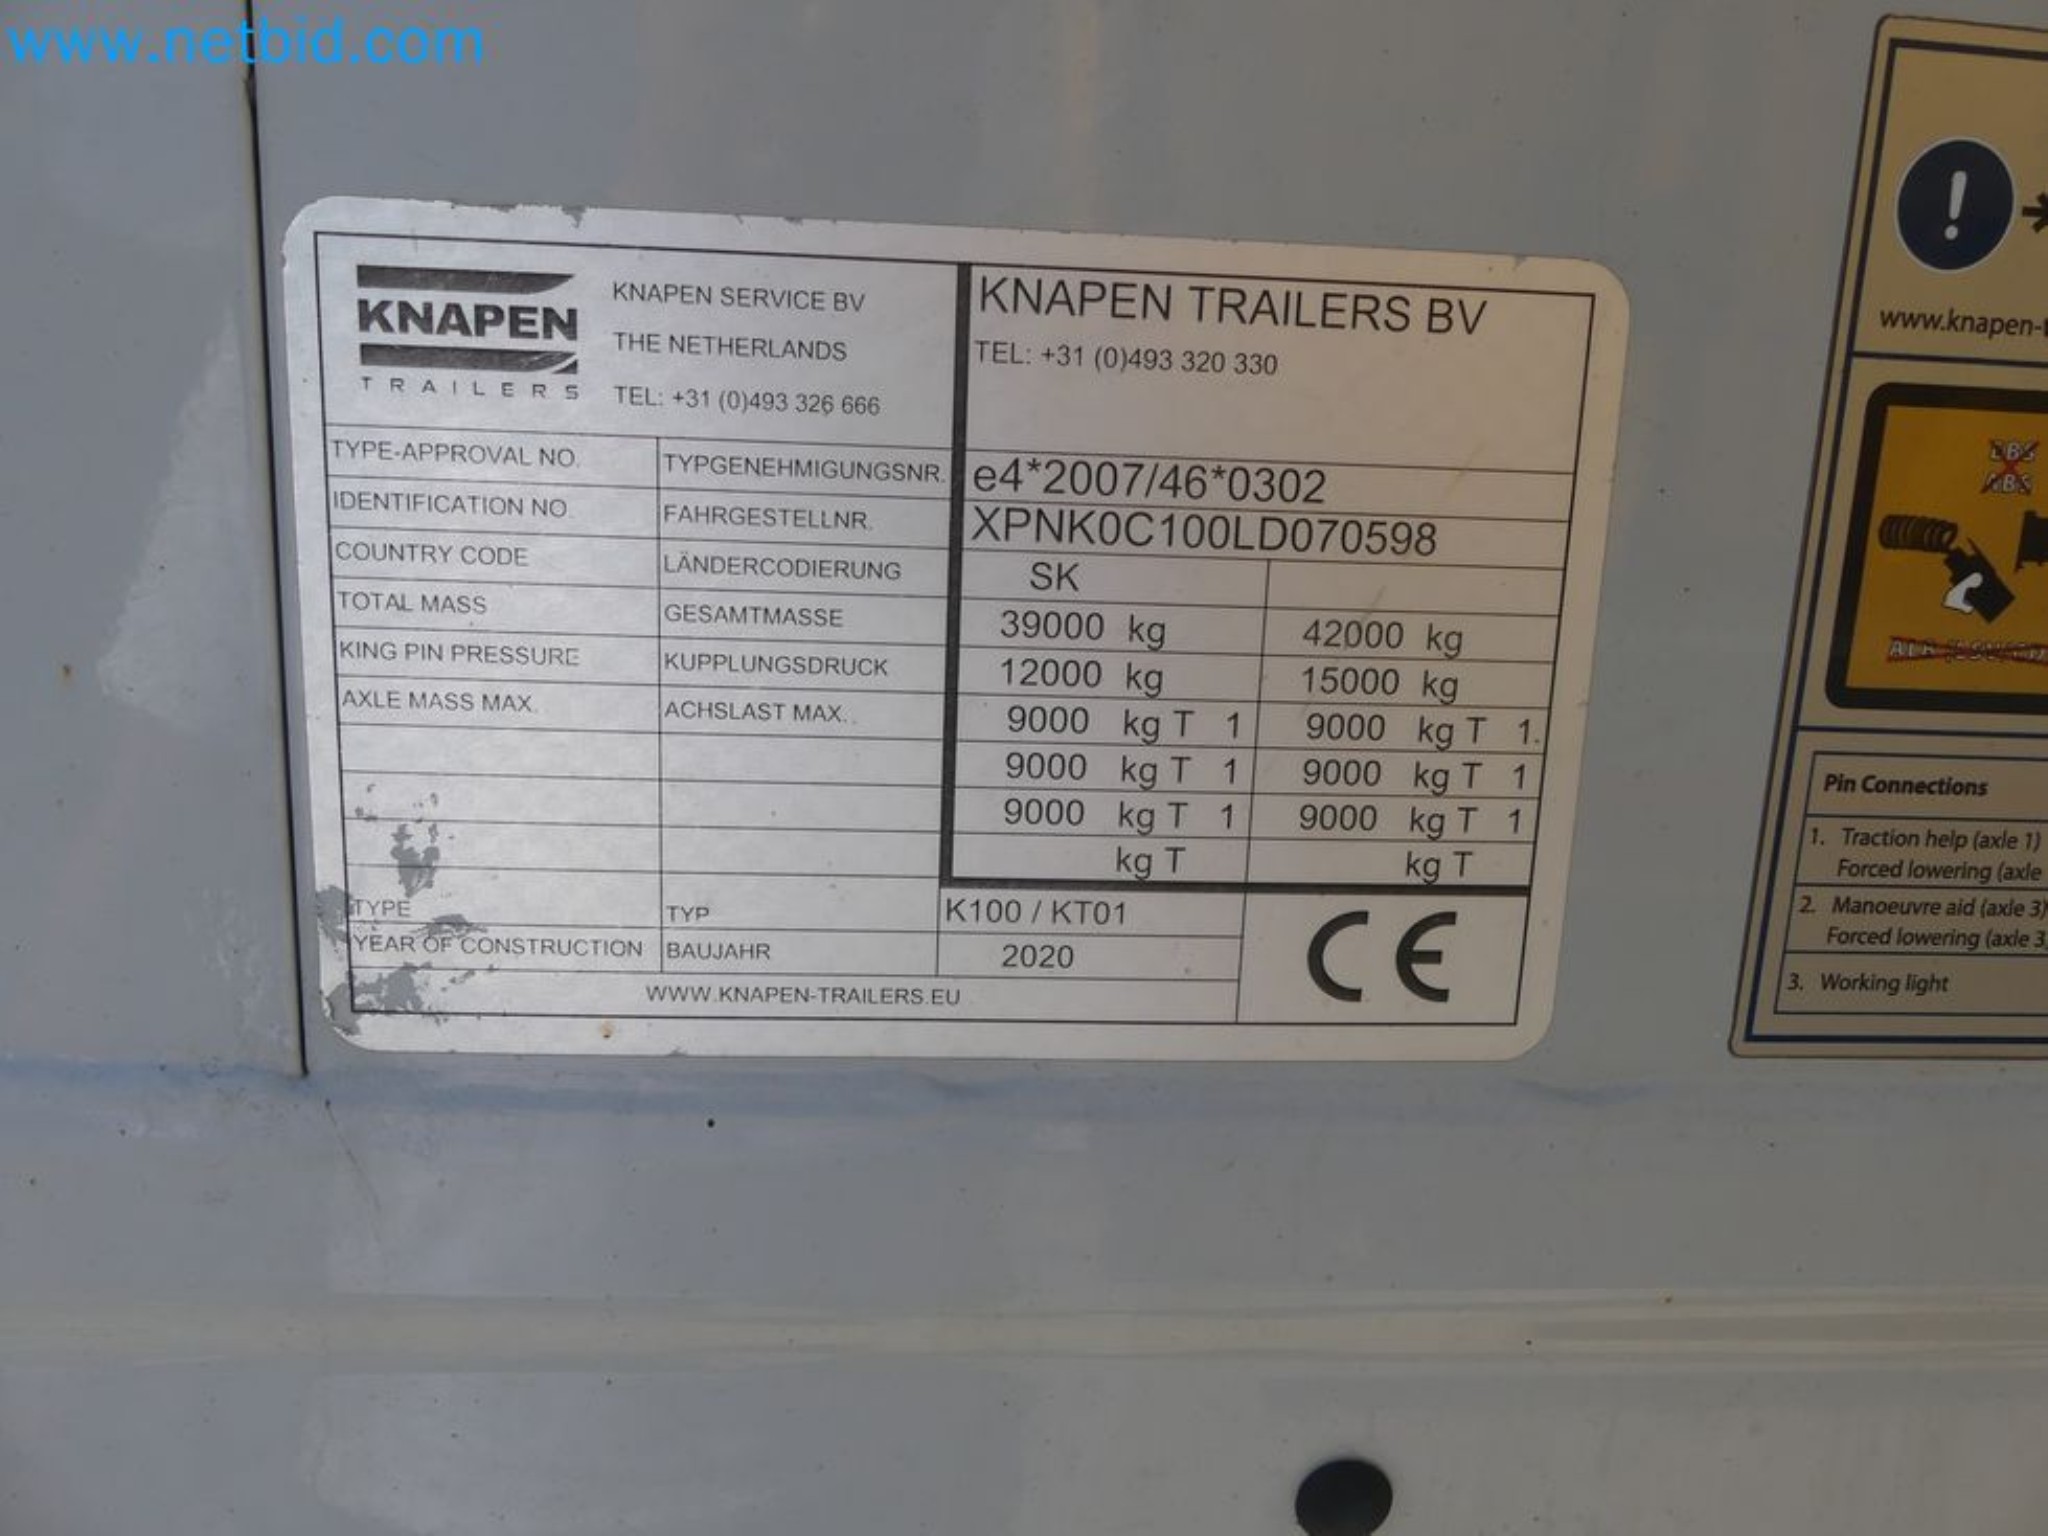 www.netbid.com
KNAPEN
TRAILERS
KNAPEN SERVICE BV
THE NETHERLANDS
TEL: +31 (0)493 326 666
KNAPEN TRAILERS BV
TEL: +31 (0)493 320 330
TYPE-APPROVAL NO. TYPGENEHMIGUNGSNR. e4*2007/46*0302
IDENTIFICATION NO. FAHRGESTELLNR. XPNK0C100LD070598
COUNTRY CODE LÄNDERCODIERUNG SK
TOTAL MASS GESAMTMASSE 39000 kg 42000 kg
KING PIN PRESSURE KUPPLUNGSDRUCK 12000 kg 15000 kg
AXLE MASS MAX. ACHSLAST MAX. 9000 kg T 1 9000 kg T 1.
9000 kg T 1 9000 kg T 1
9000 kg T 1 9000 kg T 1
kg T kg T
TYPE TYP K100 / KT01
YEAR OF CONSTRUCTION BAUJAHR 2020
WWW.KNAPEN-TRAILERS.EU
CE
!
www.knapen-
EBS
ABS
Pin Connections
1. Traction help (axle 1)
Forced lowering (axle
2. Manoeuvre aid (axle 3)
Forced lowering (axle 3
3. Working light